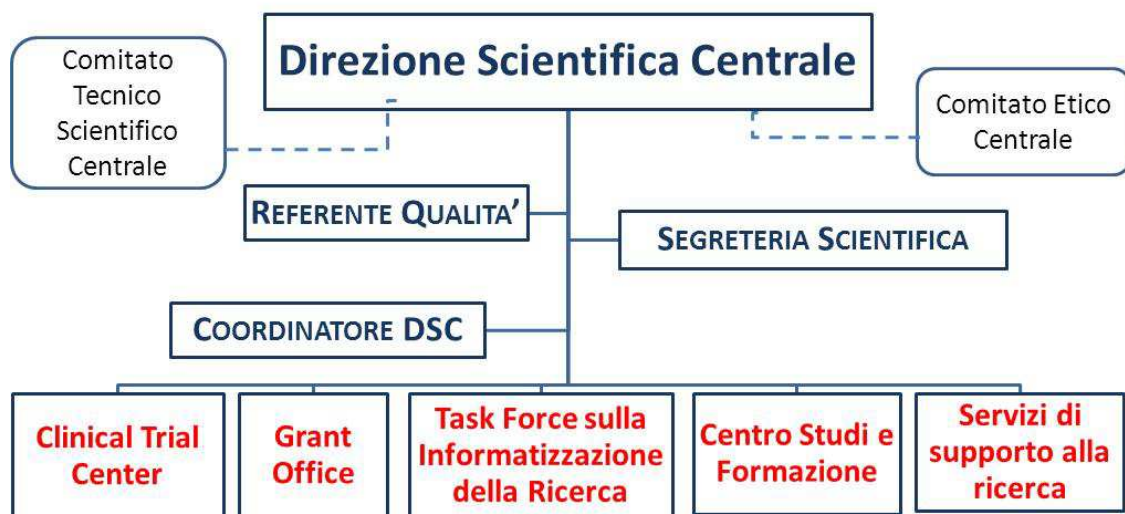 Direzione Scientifica Centrale
Comitato
Tecnico
Scientifico
Centrale
Comitato Etico
Centrale
REFERENTE QUALITA’
SEGRETERIA SCIENTIFICA
COORDINATORE DSC
Clinical Trial
Center
Grant
Office
Task Force sulla
Informatizzazione
della Ricerca
Centro Studi e
Formazione
Servizi di
supporto alla
ricerca